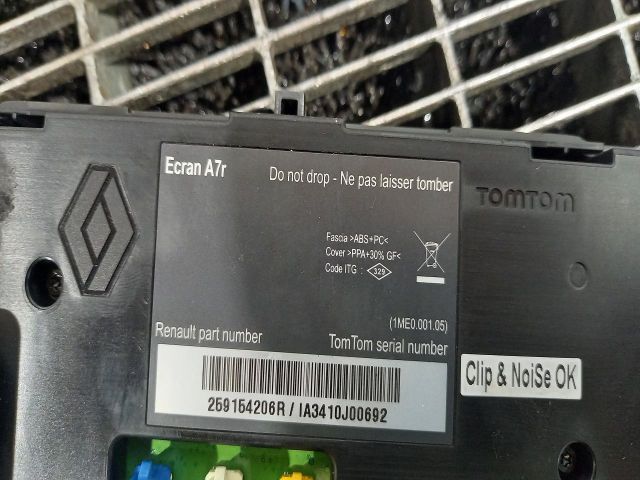 Ecran A7r
Do not drop - Ne pas laisser tomber
TOMTOM
Fascia >ABS+PC<
Cover >PPA+30% GF<
Code ITG : 329
(1ME0.001.05)
Renault part number
TomTom serial number
259154206R / IA3410J00692
Clip & NoiSe OK